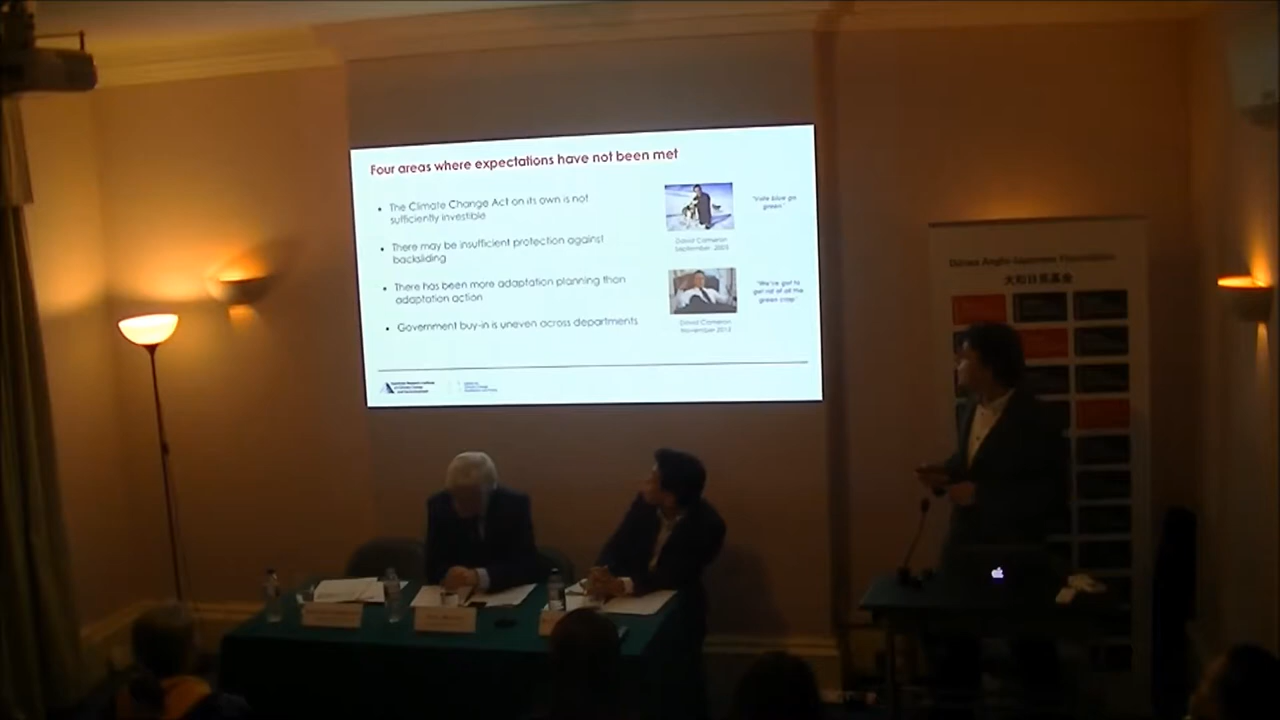 Four areas where expectations have not been met
• The Climate Change Act on its own is not
sufficiently investible
• There may be insufficient protection against
backsliding
• There has been more adaptation planning than
adaptation action
• Government buy-in is uneven across departments
David Cameron
September 2005
"Vote blue go
green"
David Cameron
November 2013
"We've got to
get rid of all the
green crap"
Daiwa Anglo-Japanese Foundation
大和日英基金